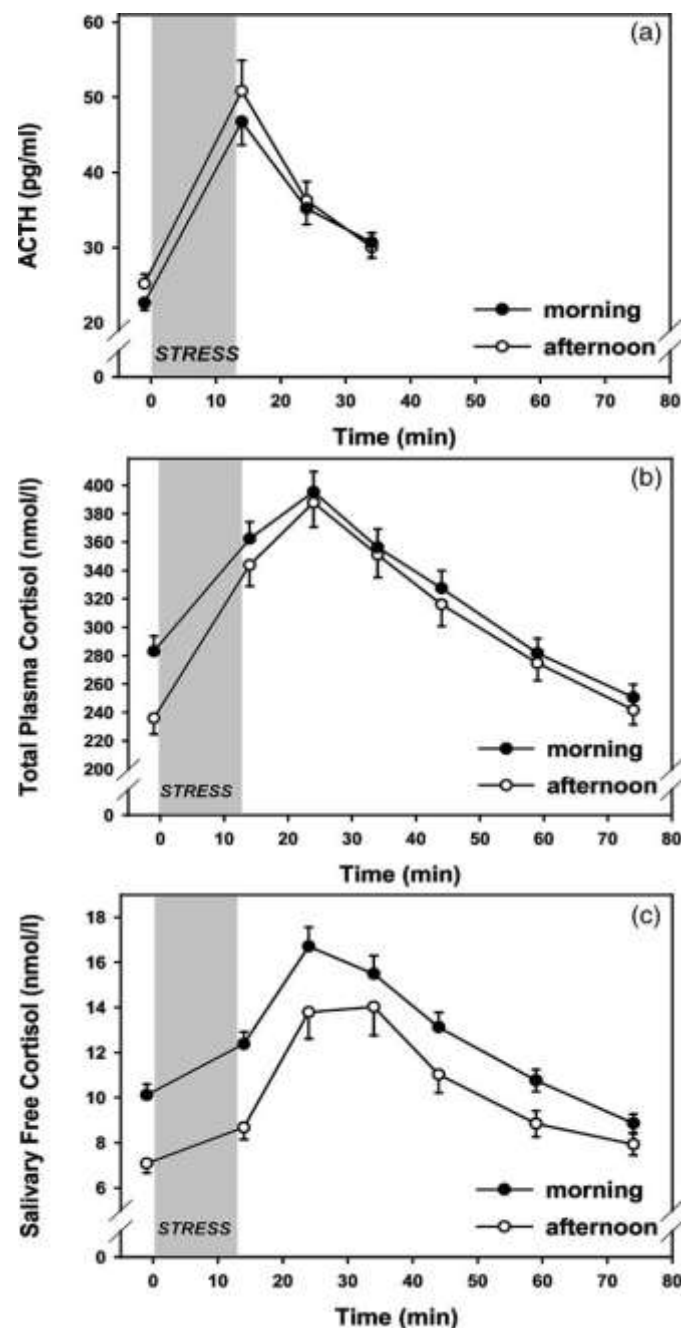 (a)
60
50
40
30
20
0
ACTH (pg/ml)
morning
afternoon
STRESS
0 10 20 30 40 50 60 70 80
Time (min)
(b)
400
380
360
340
320
300
280
260
240
220
200
0
Total Plasma Cortisol (nmol/l)
morning
afternoon
STRESS
0 10 20 30 40 50 60 70 80
Time (min)
(c)
18
16
14
12
10
8
6
0
Salivary Free Cortisol (nmol/l)
morning
afternoon
STRESS
0 10 20 30 40 50 60 70 80
Time (min)